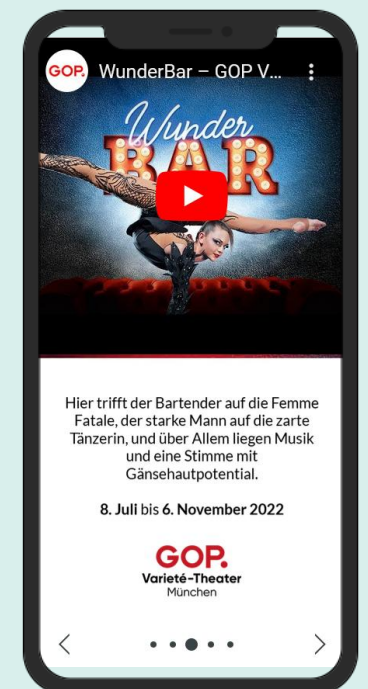 GOP. WunderBar – GOP V...
Wunder
BAR
Hier trifft der Bartender auf die Femme
Fatale, der starke Mann auf die zarte
Tänzerin, und über Allem liegen Musik
und eine Stimme mit
Gänsehautpotential.
8. Juli bis 6. November 2022
GOP.
Varieté-Theater
München